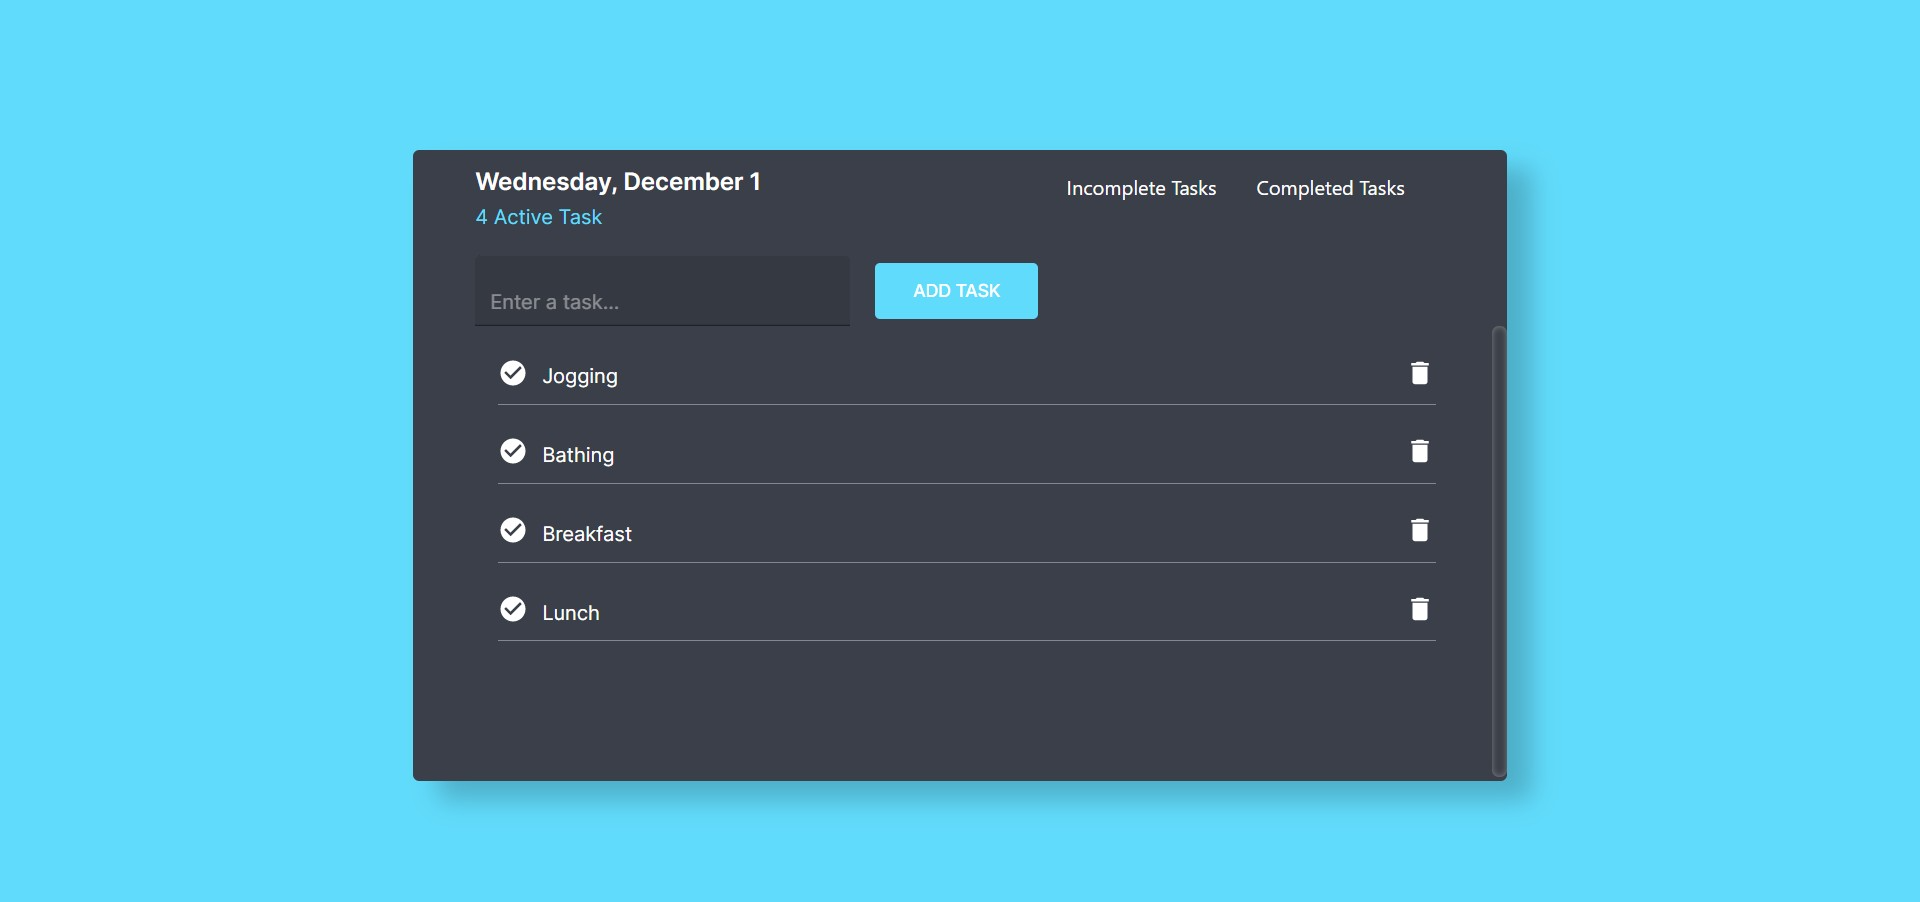 Wednesday, December 1
4 Active Task
Incomplete Tasks
Completed Tasks
Enter a task...
ADD TASK
Jogging
Bathing
Breakfast
Lunch